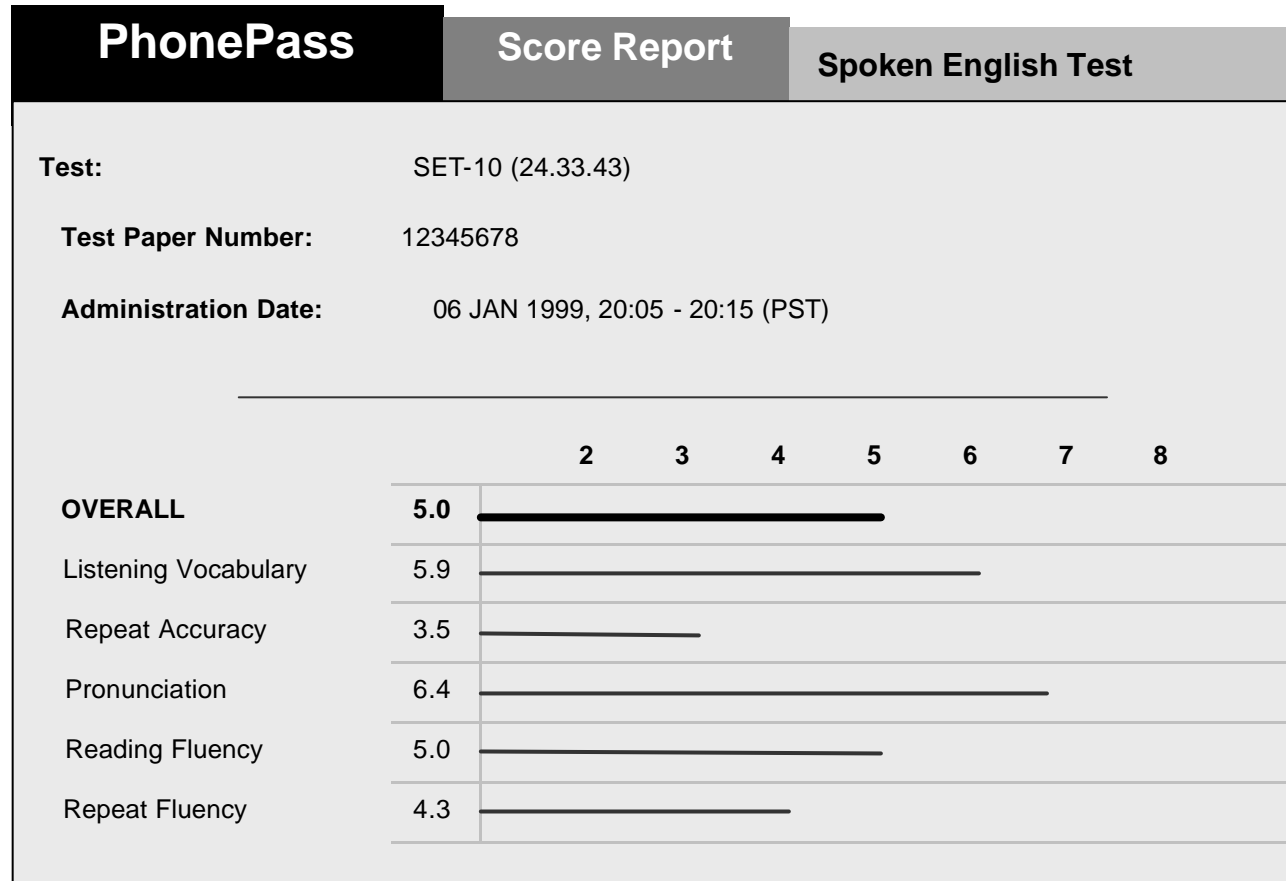 PhonePass Score Report Spoken English Test
Test: SET-10 (24.33.43)
Test Paper Number: 12345678
Administration Date: 06 JAN 1999, 20:05 - 20:15 (PST)
2 3 4 5 6 7 8
OVERALL 5.0
Listening Vocabulary 5.9
Repeat Accuracy 3.5
Pronunciation 6.4
Reading Fluency 5.0
Repeat Fluency 4.3